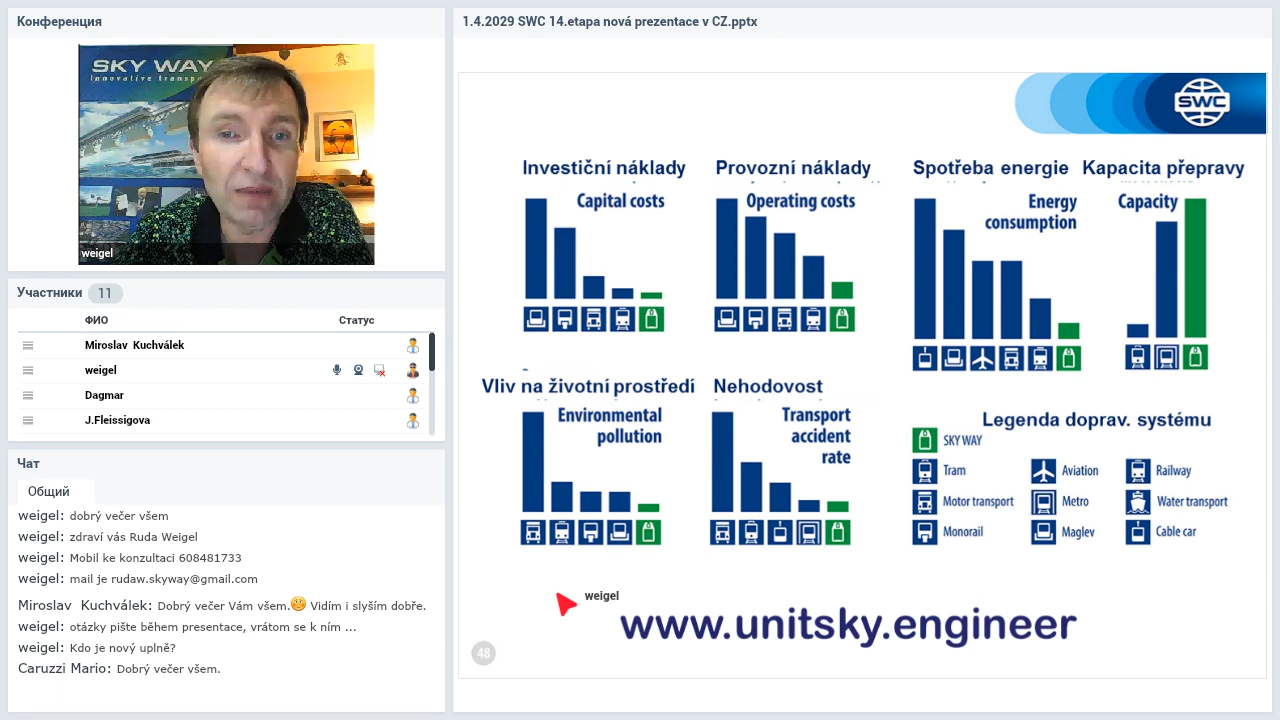 Конференция
SKY WAY
weigel
Участники 11
ФИО Статус
Miroslav Kuchválek
weigel
Dagmar
J.Fleissigova
Чат
Общий
weigel: dobrý večer všem
weigel: zdraví vás Ruda Weigel
weigel: Mobil ke konzultaci 608481733
weigel: mail je rudaw.skyway@gmail.com
Miroslav Kuchválek: Dobrý večer Vám všem. Vidím i slyším dobře.
weigel: otázky pište během presentace, vrátom se k ním ...
weigel: Kdo je nový uplně?
Caruzzi Mario: Dobrý večer všem.
1.4.2029 SWC 14.etapa nová prezentace v CZ.pptx
SWC
Investiční náklady
Capital costs
Provozní náklady
Operating costs
Spotřeba energie
Energy
consumption
Kapacita přepravy
Capacity
Vliv na životní prostředí
Environmental
pollution
Nehodovost
Transport
accident
rate
Legenda doprav. systému
SKY WAY
Tram Aviation Railway
Motor transport Metro Water transport
Monorail Maglev Cable car
weigel
www.unitsky.engineer
48